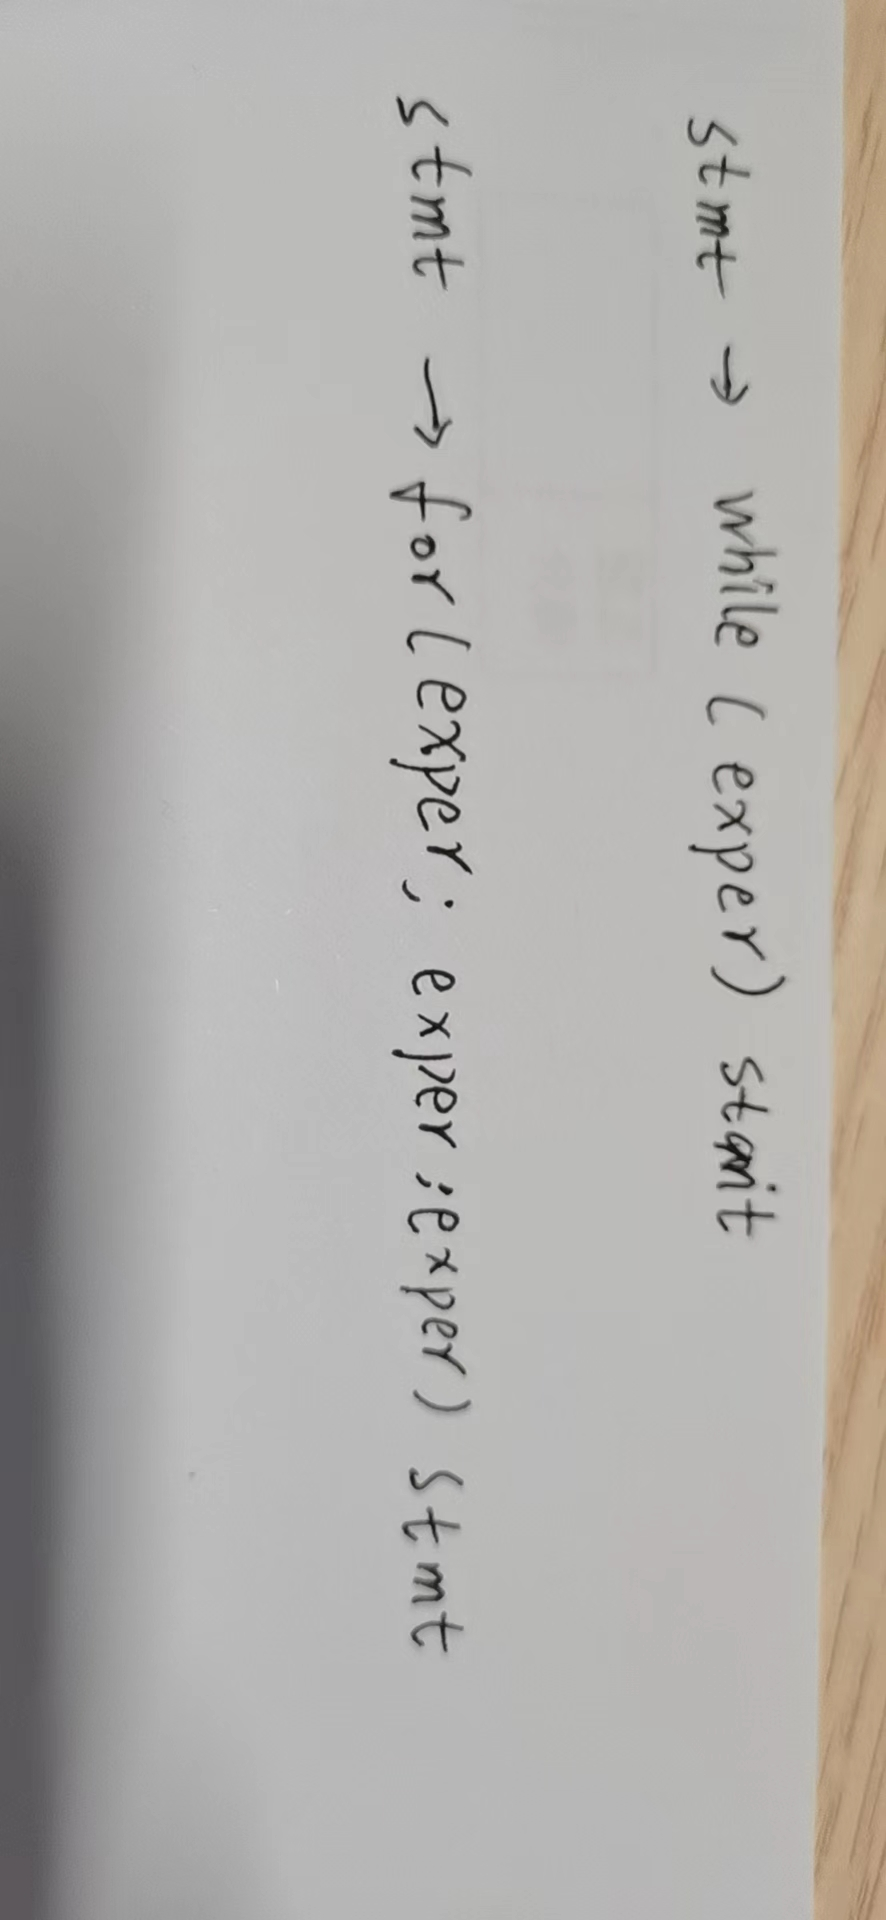 stmt → while (exper) stmt
stmt → for (exper; exper; exper) stmt